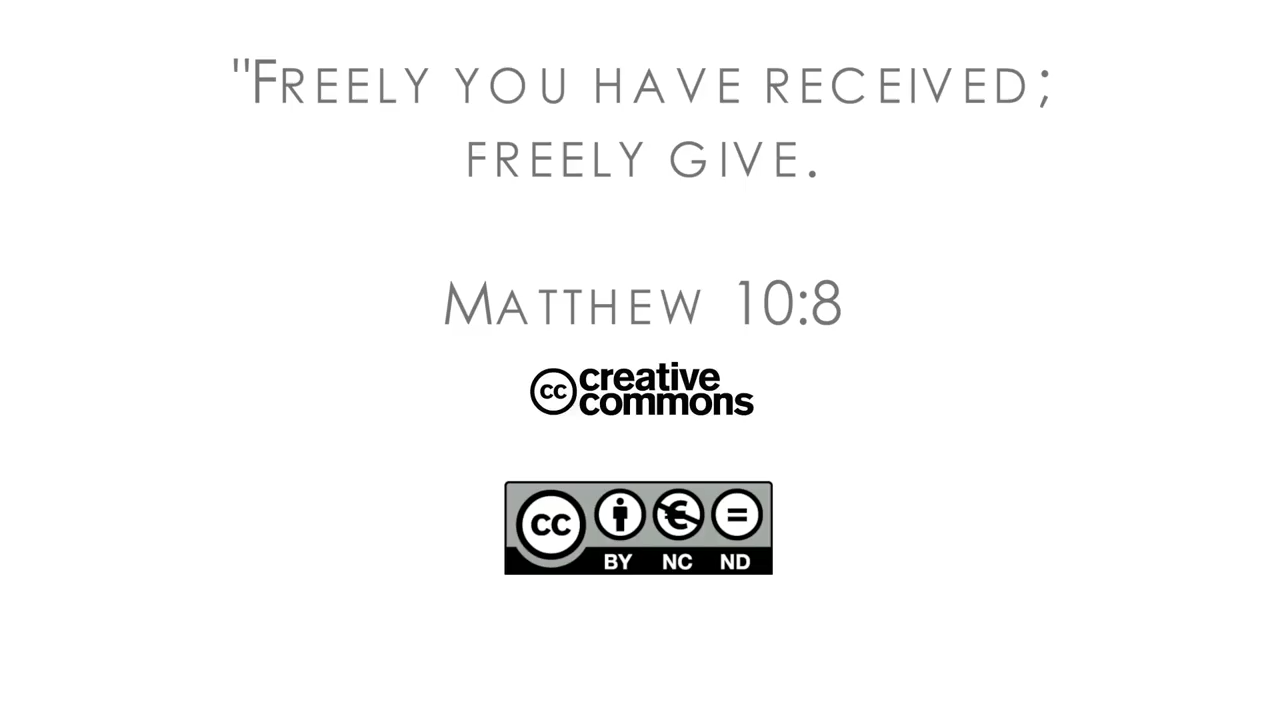 "FREELY YOU HAVE RECEIVED;
FREELY GIVE.
MATTHEW 10:8
cc creative
commons
cc BY NC ND